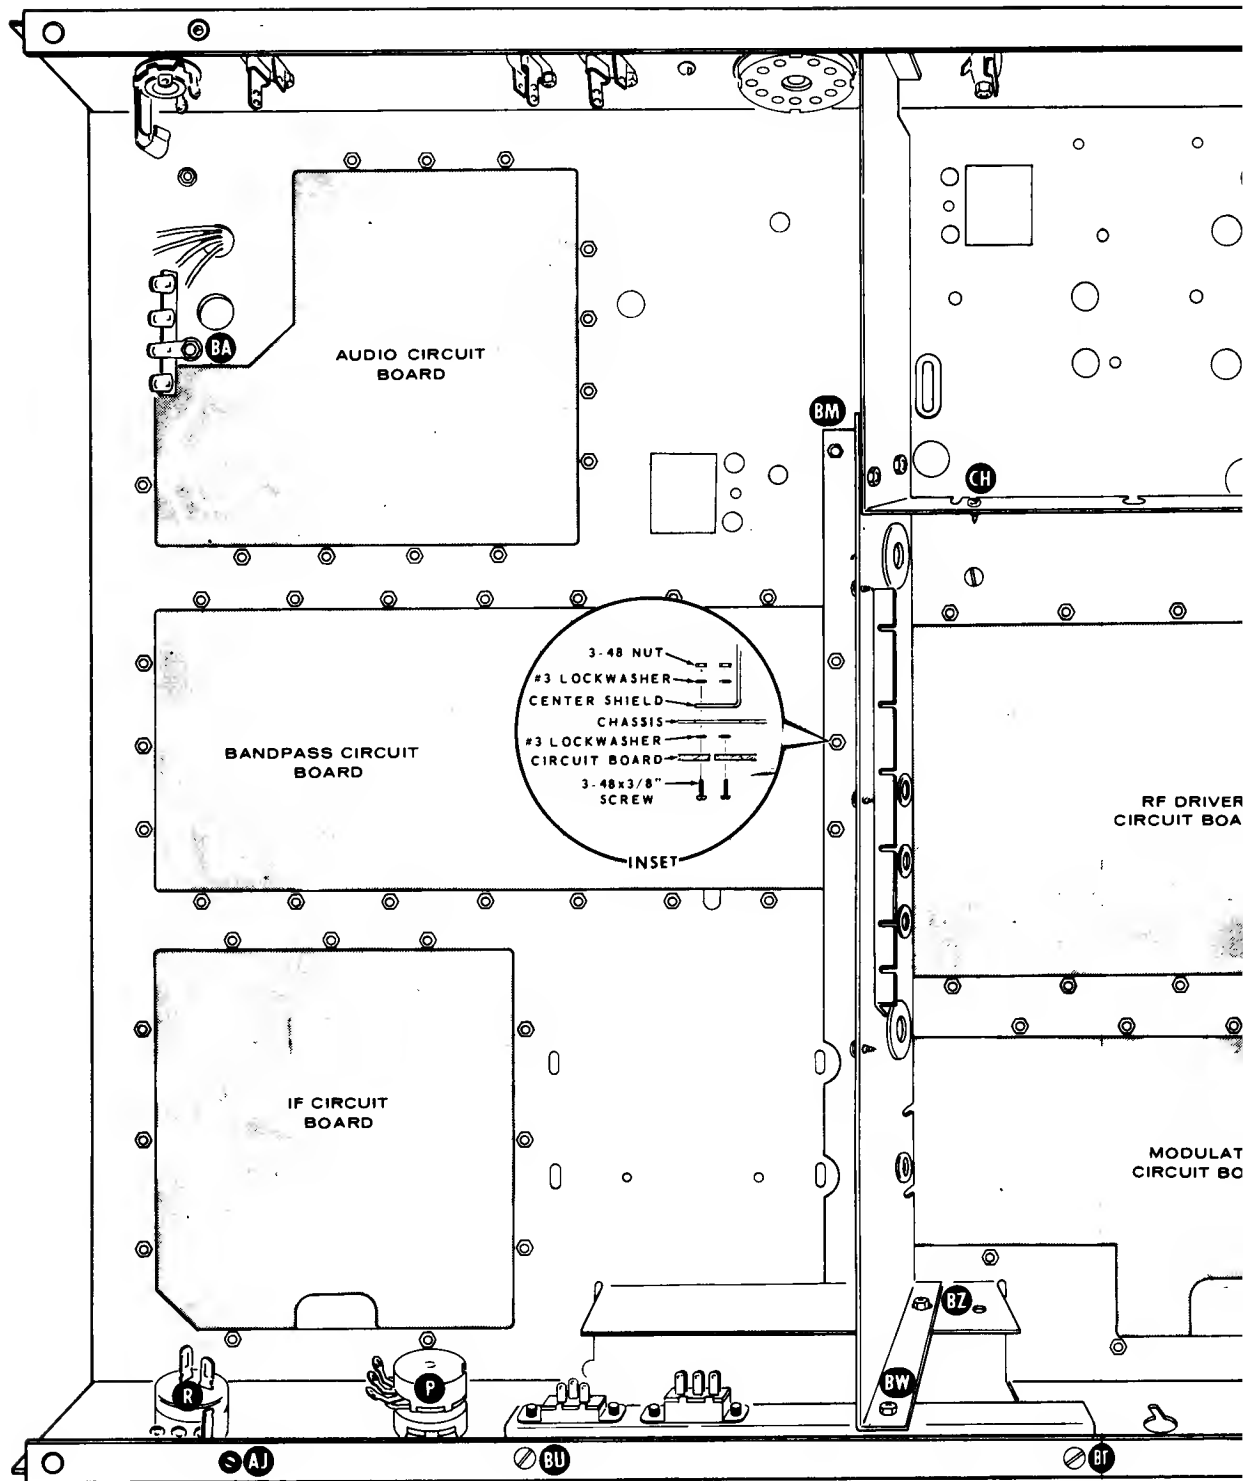 BA
AUDIO CIRCUIT
BOARD
BM
CH
3-48 NUT
#3 LOCKWASHER
CENTER SHIELD
CHASSIS
#3 LOCKWASHER
CIRCUIT BOARD
3-48x3/8"
SCREW
INSET
BANDPASS CIRCUIT
BOARD
RF DRIVER
CIRCUIT BOA
IF CIRCUIT
BOARD
MODULAT
CIRCUIT BO
BZ
R
P
BW
AJ
BU
BT